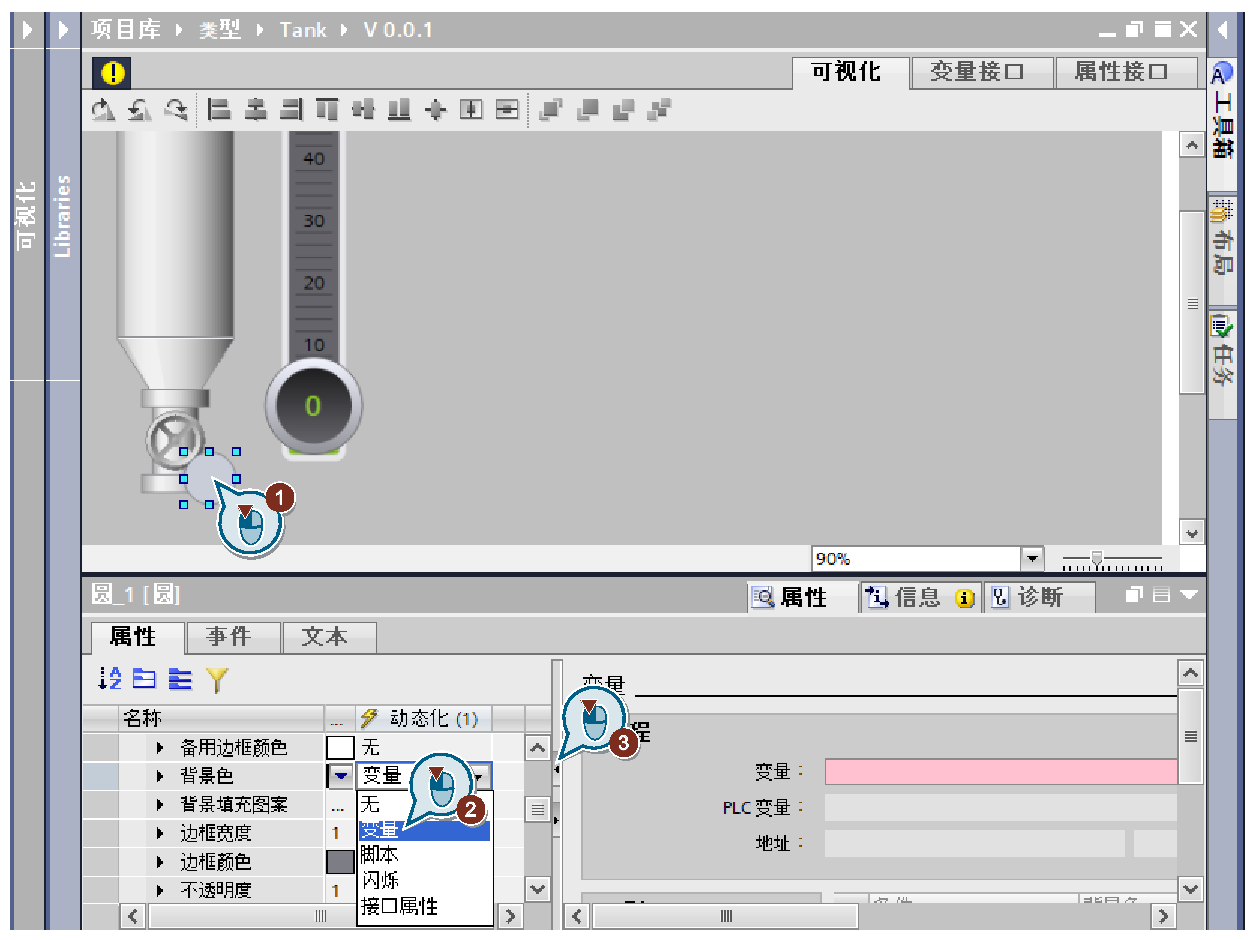 项目库 ▸ 类型 ▸ Tank ▸ V 0.0.1
可视化
变量接口
属性接口
可视化
Libraries
工具箱
布局
任务
40
30
20
10
0
1
90%
圆_1 [圆]
属性
信息
诊断
属性
事件
文本
名称
...
动态化 (1)
备用边框颜色
无
背景色
变量
背景填充图案
...
无
边框宽度
1
变量
边框颜色
脚本
不透明度
1
闪烁
接口属性
2
3
变量
程
变量：
PLC 变量：
地址：